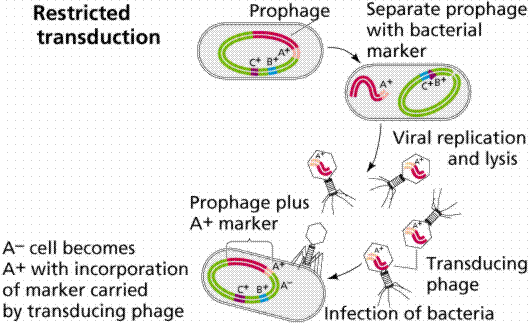 Restricted
transduction
Prophage
A+
C+ B+
Separate prophage
with bacterial
marker
A+
C+ B+
Viral replication
and lysis
A+
A+
A+
A+
Transducing
phage
Infection of bacteria
Prophage plus
A+ marker
A+
A–
C+ B+
A– cell becomes
A+ with incorporation
of marker carried
by transducing phage